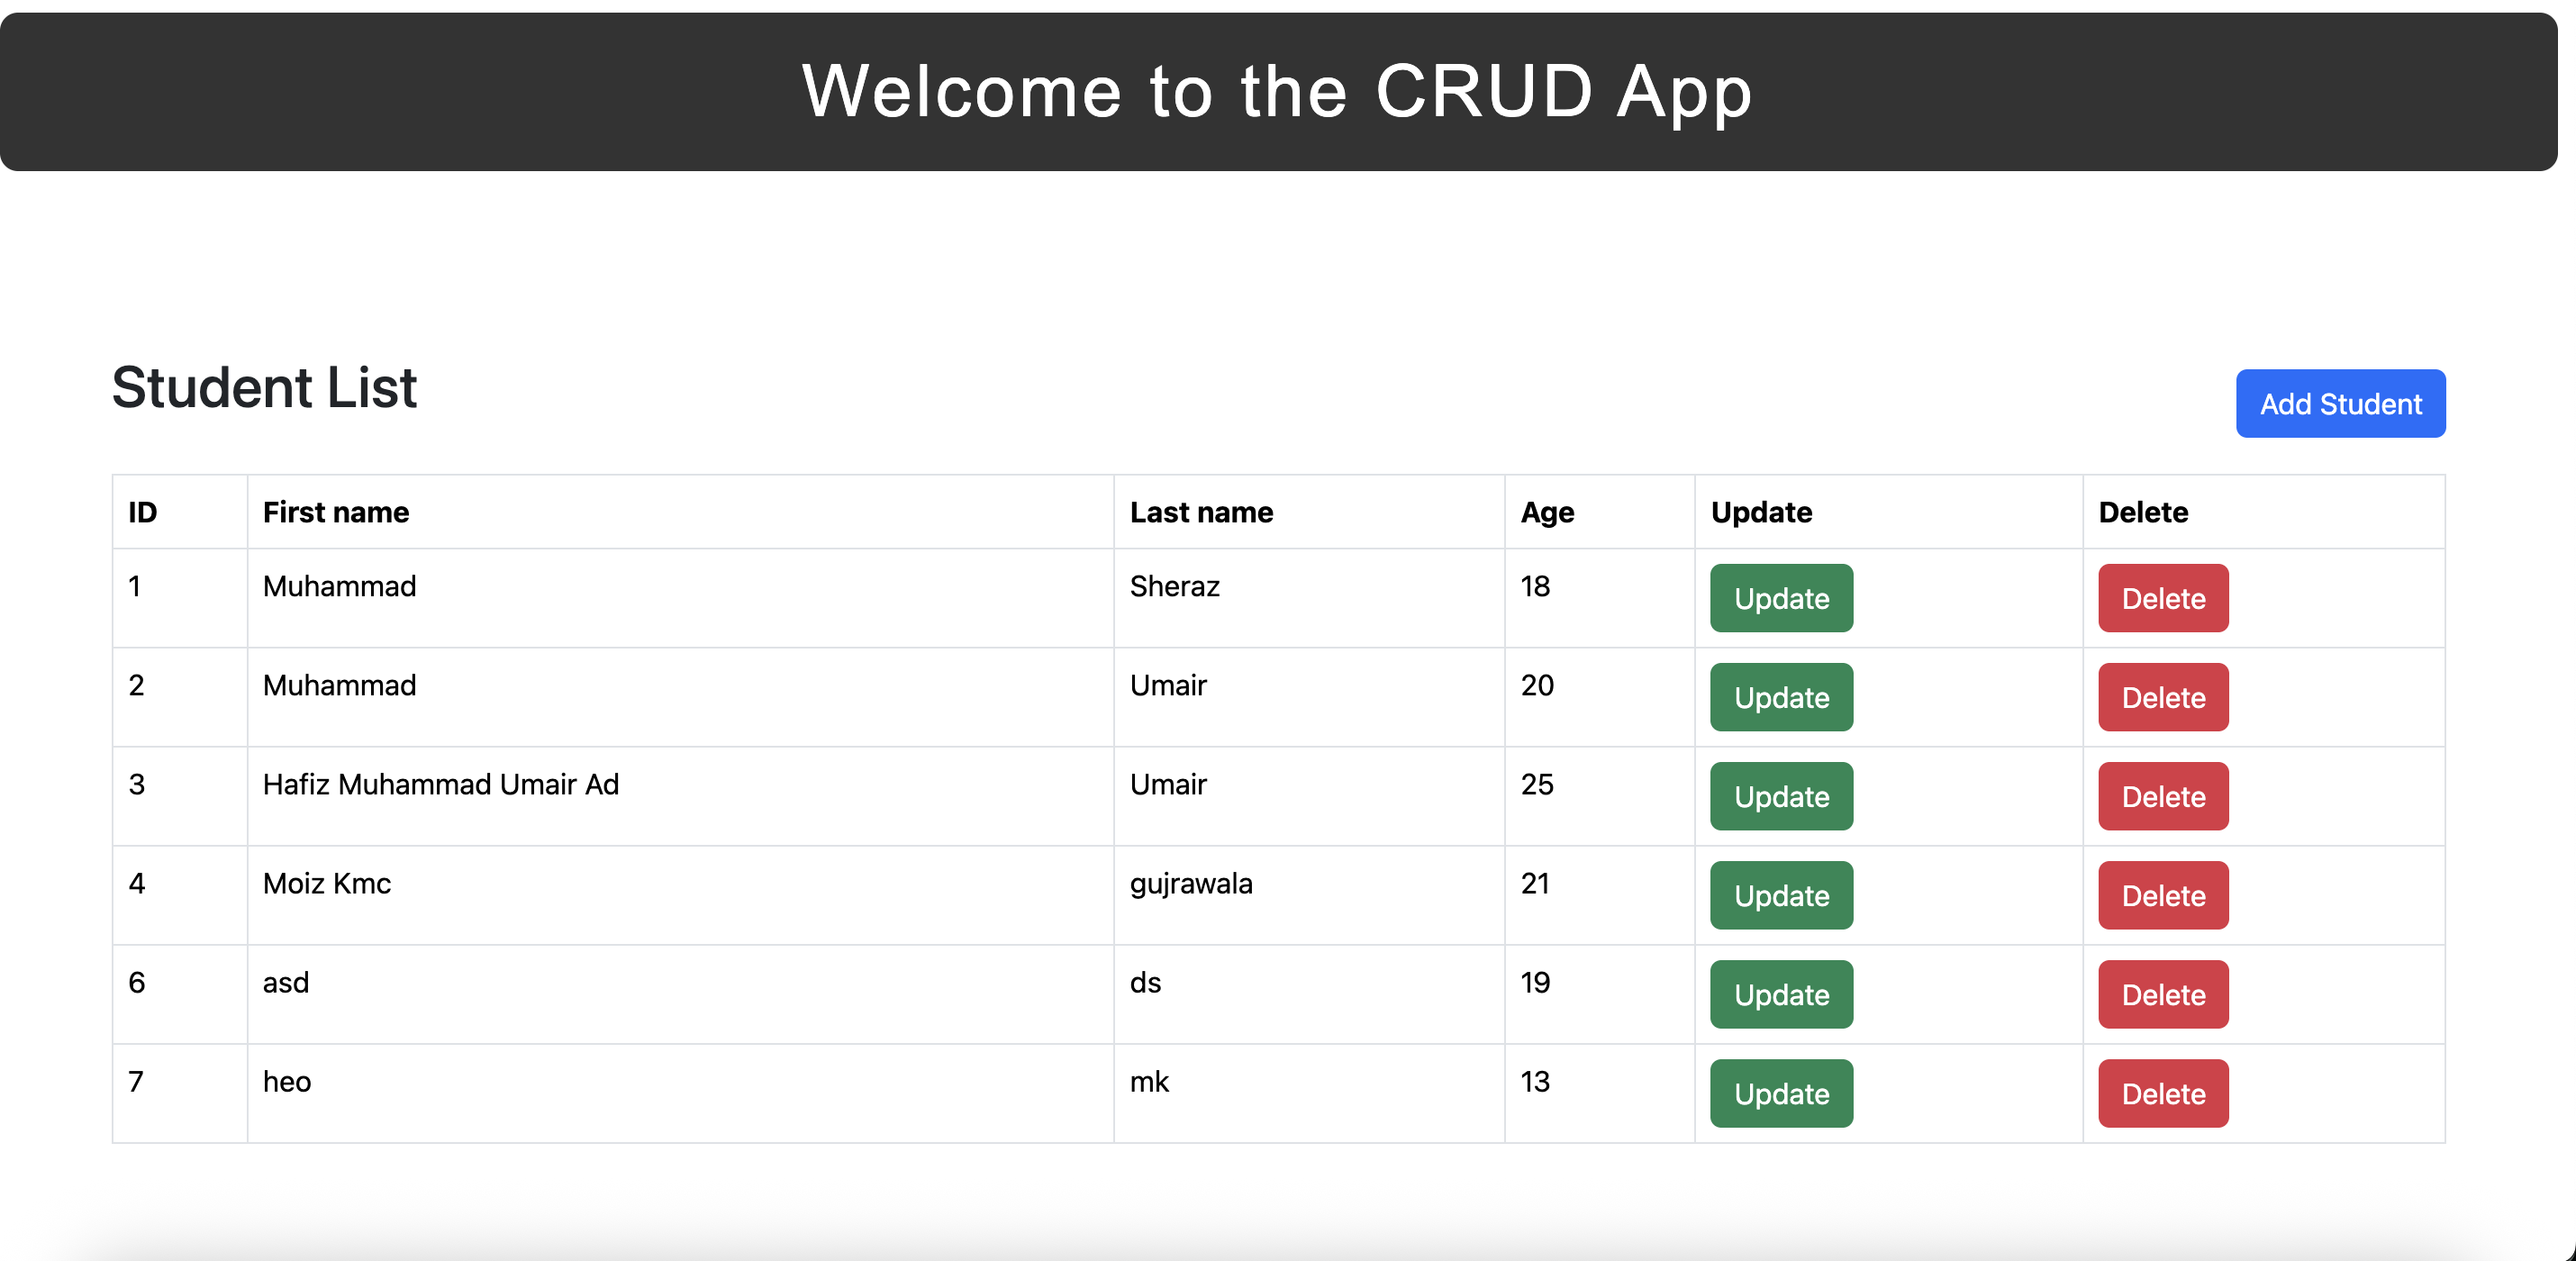 Welcome to the CRUD App
Student List
Add Student
ID First name Last name Age Update Delete
1 Muhammad Sheraz 18 Update Delete
2 Muhammad Umair 20 Update Delete
3 Hafiz Muhammad Umair Ad Umair 25 Update Delete
4 Moiz Kmc gujrawala 21 Update Delete
6 asd ds 19 Update Delete
7 heo mk 13 Update Delete